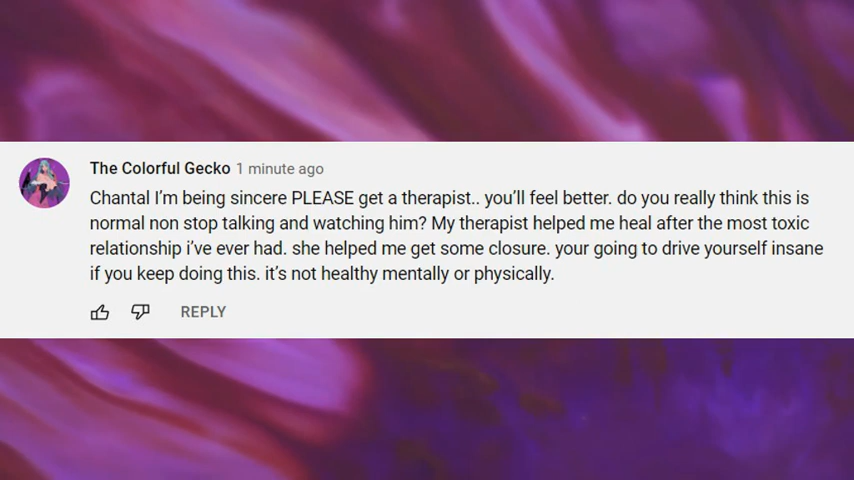 The Colorful Gecko 1 minute ago
Chantal I'm being sincere PLEASE get a therapist.. you'll feel better. do you really think this is
normal non stop talking and watching him? My therapist helped me heal after the most toxic
relationship i've ever had. she helped me get some closure. your going to drive yourself insane
if you keep doing this. it's not healthy mentally or physically.
REPLY